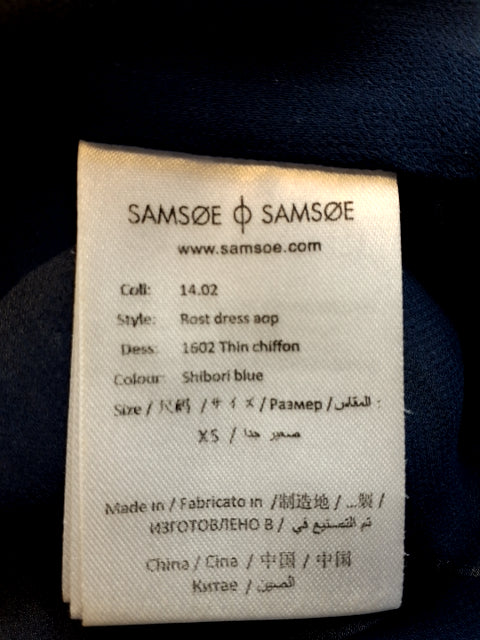 SAMSØE ϕ SAMSØE
www.samsoe.com
Coll: 14.02
Style: Rost dress aop
Dess: 1602 Thin chiffon
Colour: Shibori blue
Size / 尺码 / サイズ / Размер / المقاس :
XS / صغير جدا
Made in / Fabricato in / 制造地 / ...製 /
ИЗГОТОВЛЕНО В / تم التصنيع في
China / Cina / 中国 / 中国
Китае / الصين